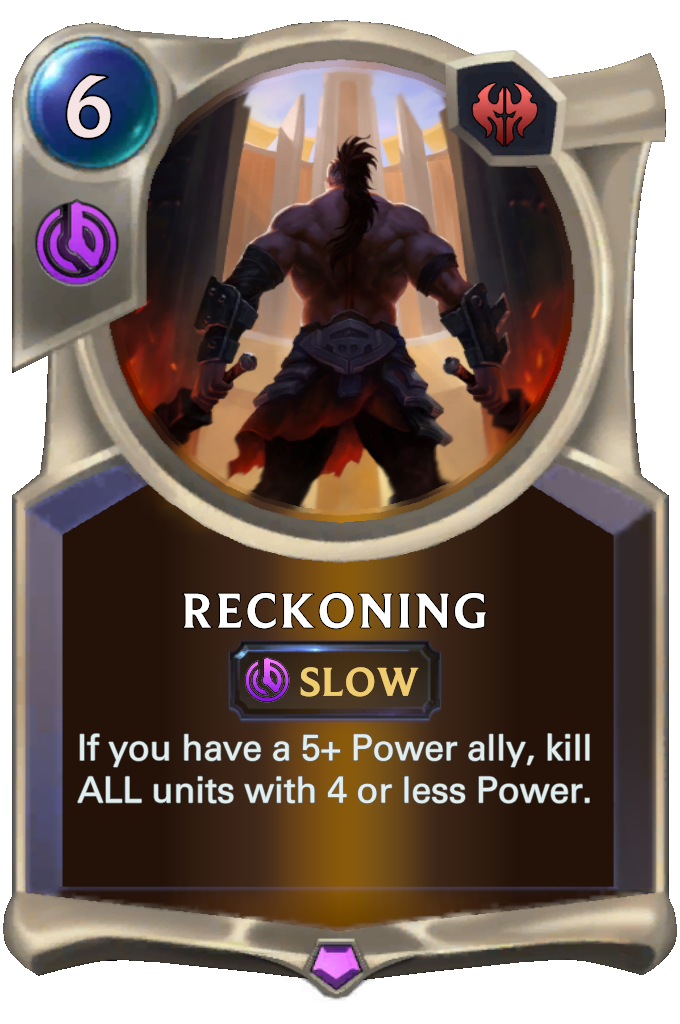 6
RECKONING
SLOW
If you have a 5+ Power ally, kill
ALL units with 4 or less Power.